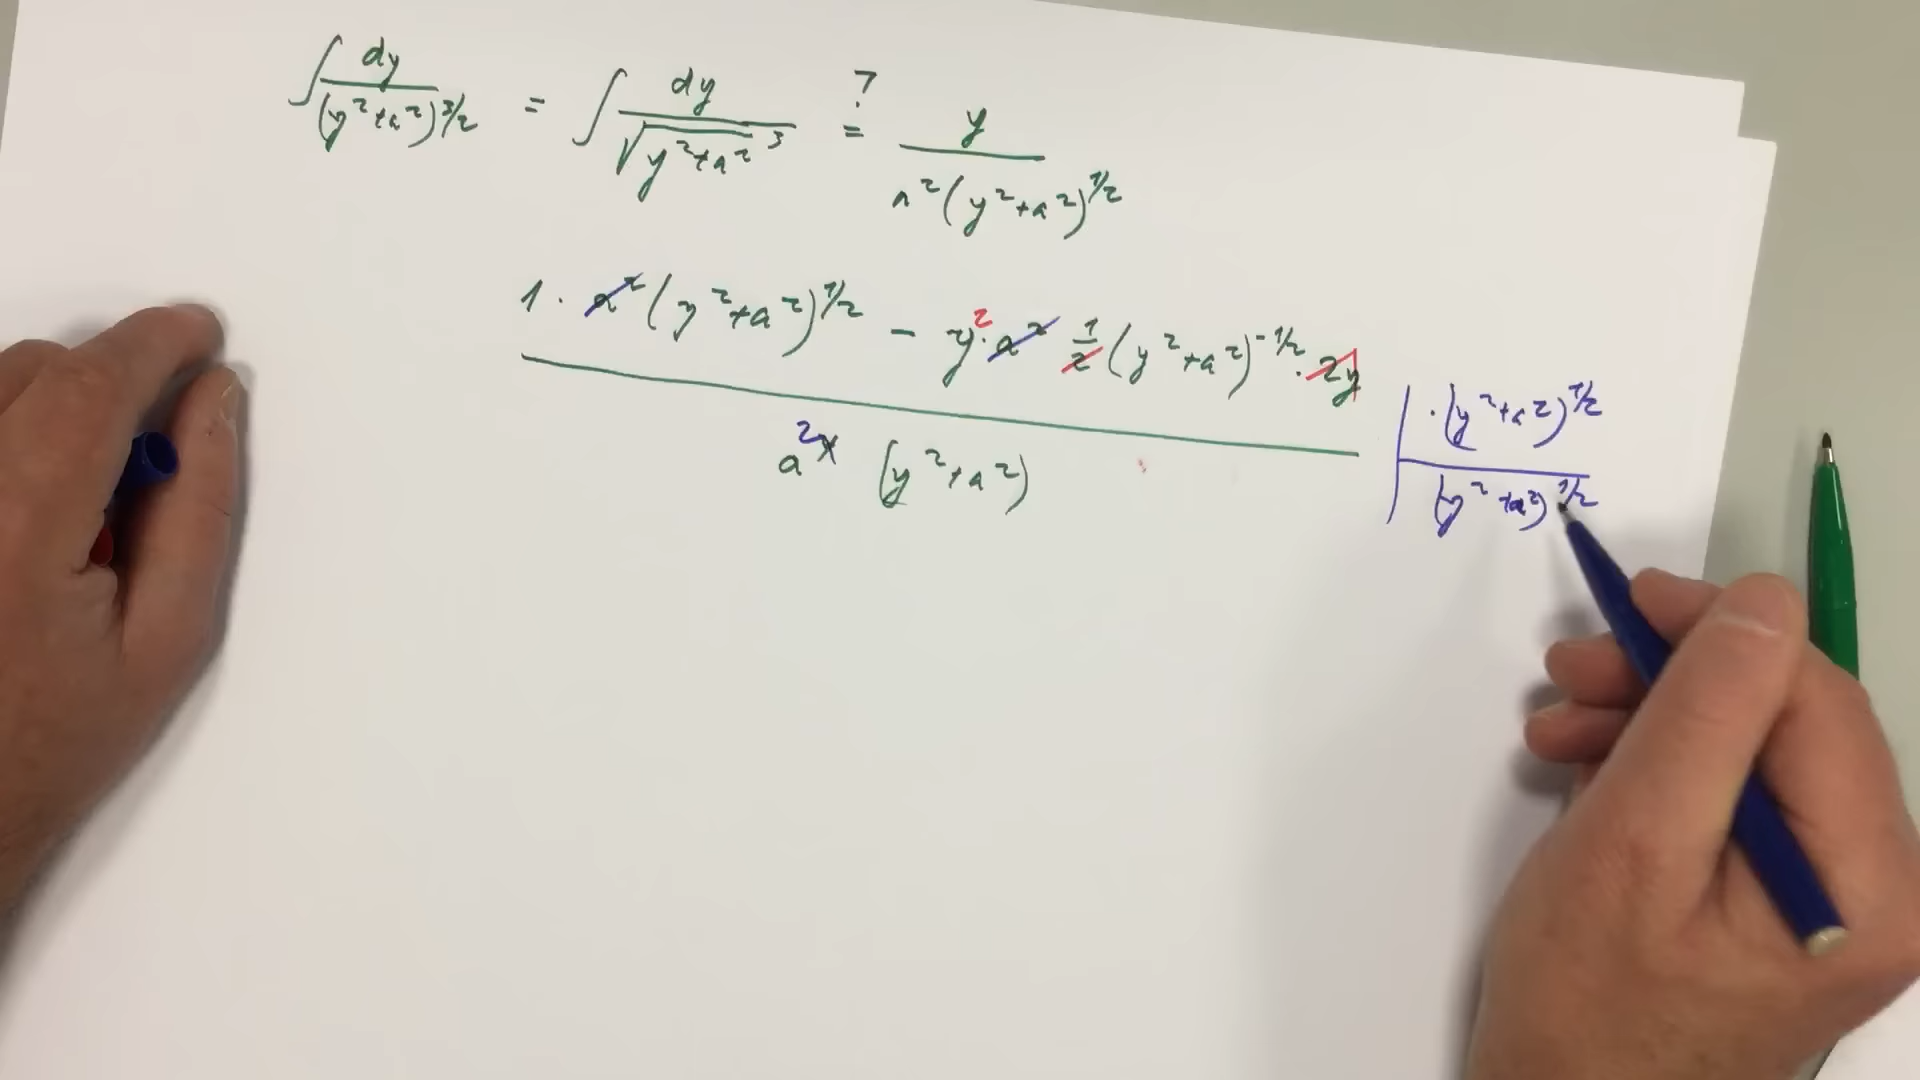 ∫ dy/(y²+a²)^3/2 = ∫ dy/√(y²+a²)³ ?= y/(a²(y²+a²)^1/2)
1 · a²(y²+a²)^1/2 − y² · a² 1/2 (y²+a²)^-1/2 · 2y
a² (y²+a²)
| · (y²+a²)^1/2
(y²+a²)^1/2